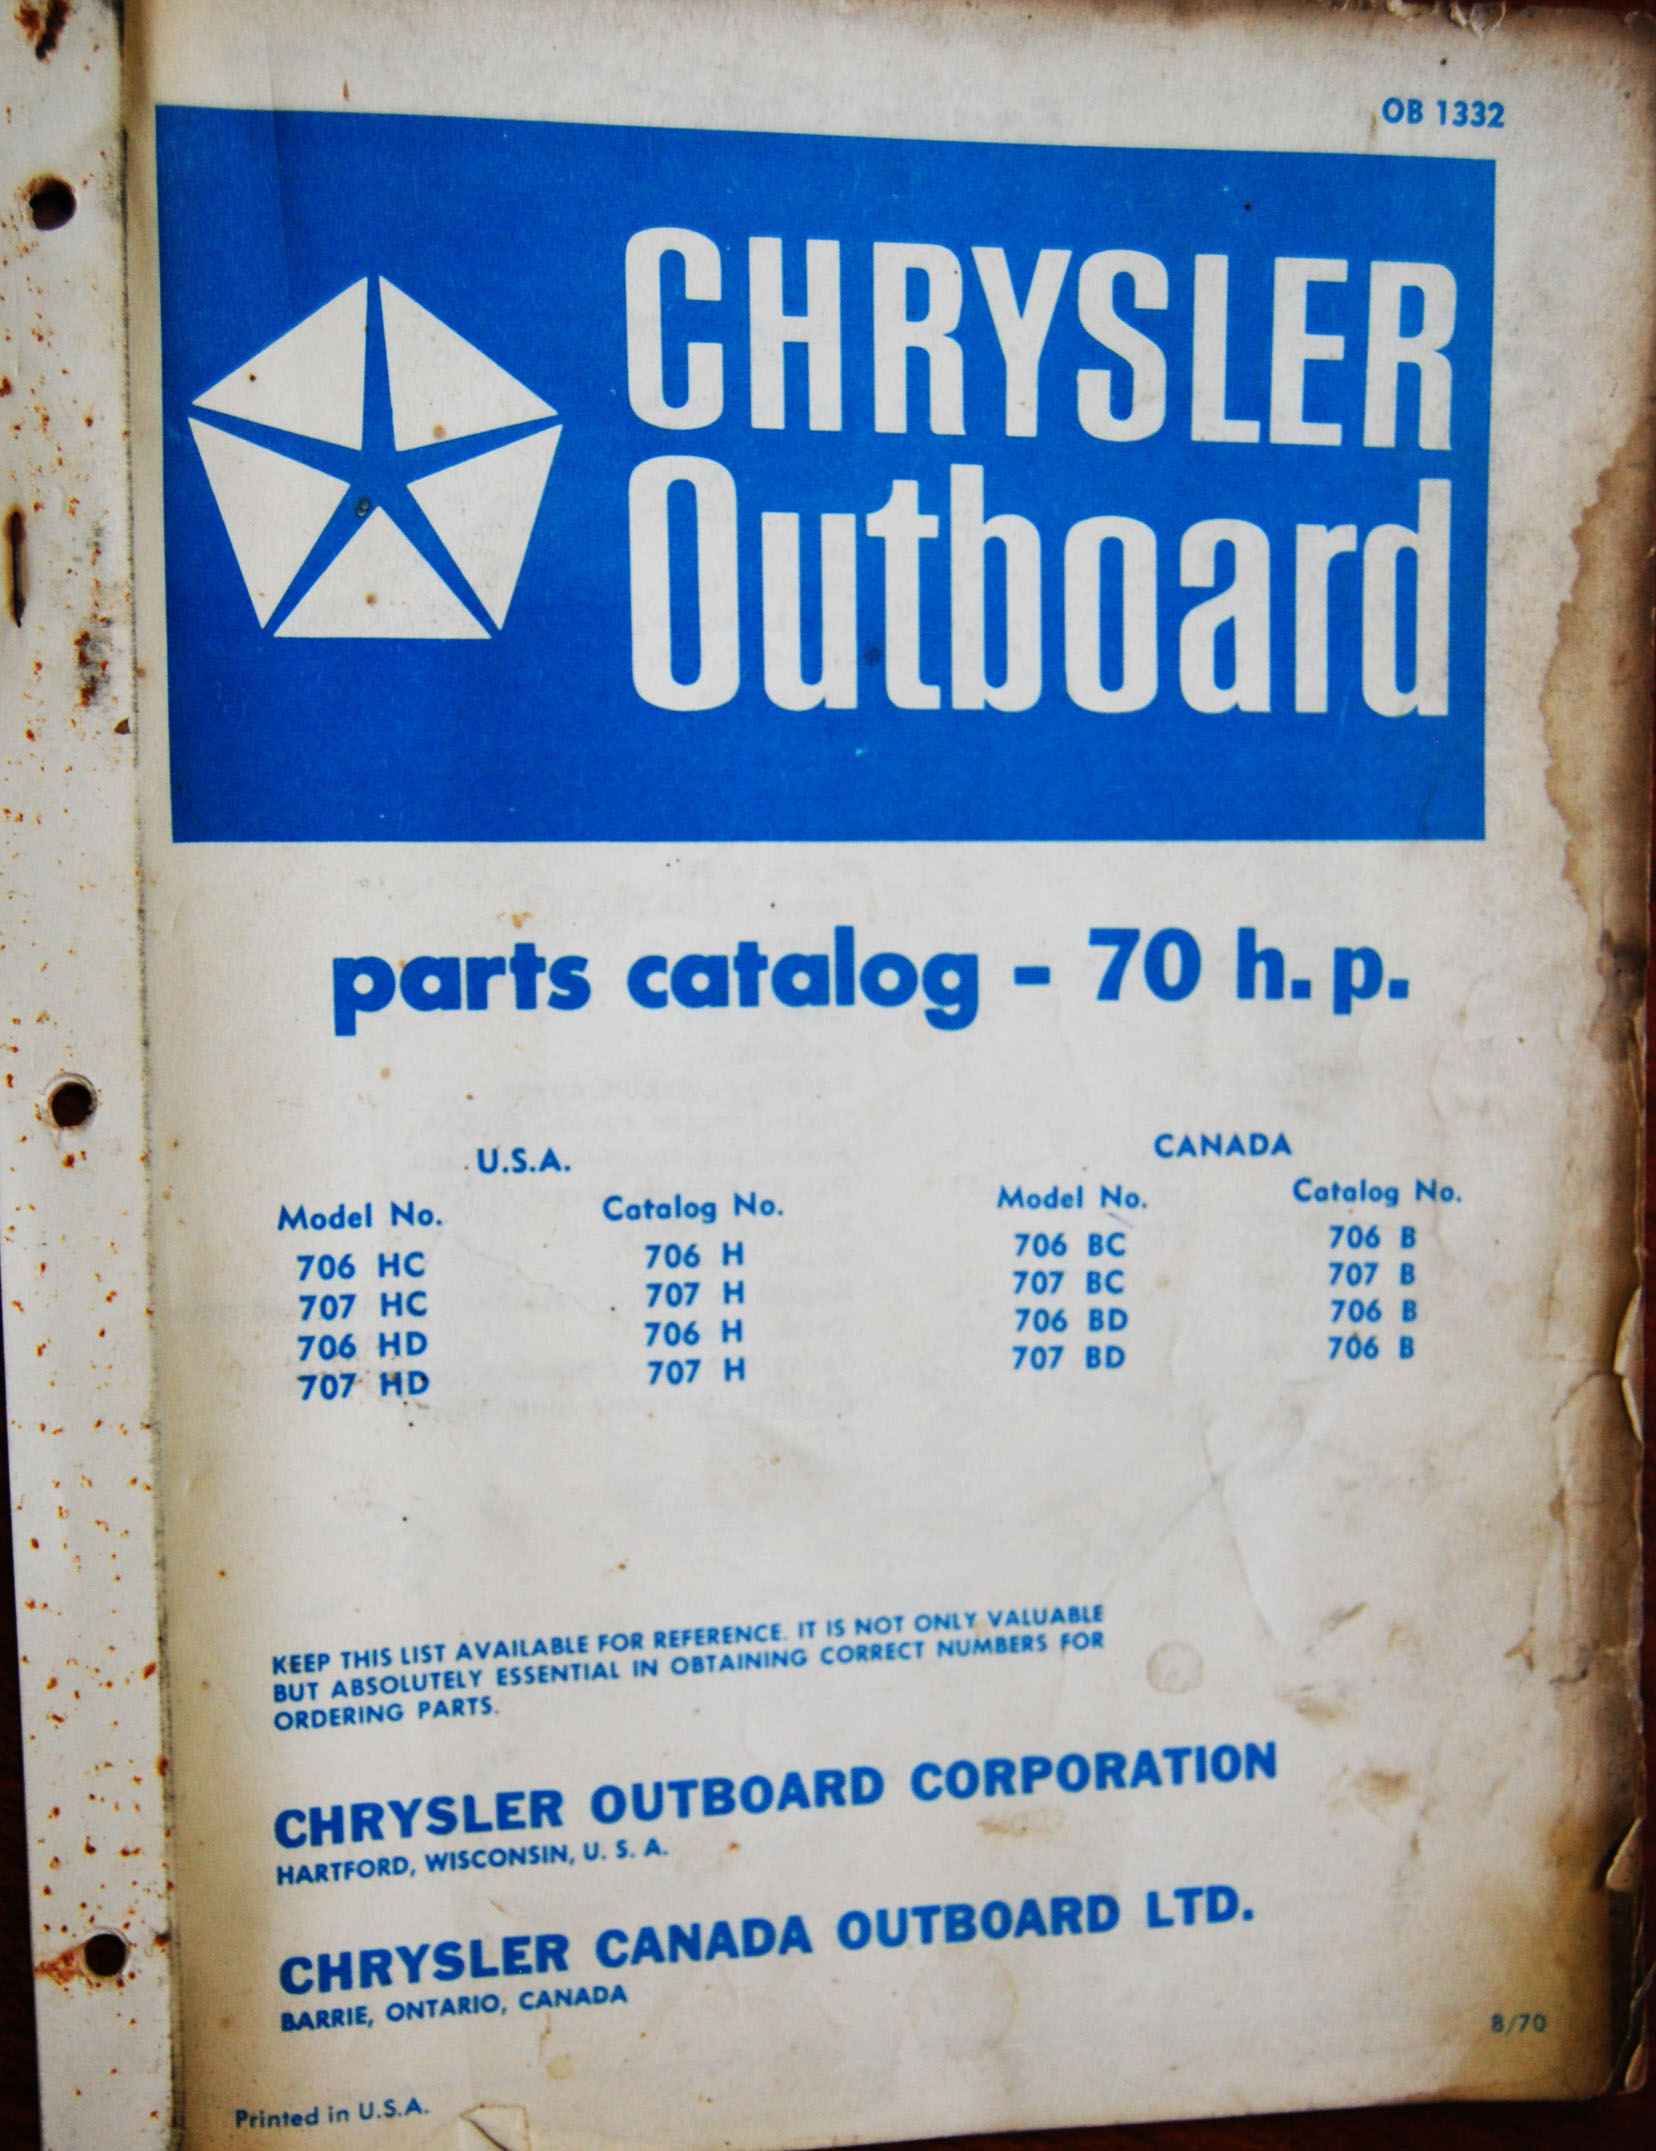 OB 1332
CHRYSLER
Outboard
parts catalog - 70 h.p.
U.S.A. CANADA
Model No. Catalog No. Model No. Catalog No.
706 HC 706 H 706 BC 706 B
707 HC 707 H 707 BC 707 B
706 HD 706 H 706 BD 706 B
707 HD 707 H 707 BD 706 B
KEEP THIS LIST AVAILABLE FOR REFERENCE. IT IS NOT ONLY VALUABLE
BUT ABSOLUTELY ESSENTIAL IN OBTAINING CORRECT NUMBERS FOR
ORDERING PARTS.
CHRYSLER OUTBOARD CORPORATION
HARTFORD, WISCONSIN, U. S. A.
CHRYSLER CANADA OUTBOARD LTD.
BARRIE, ONTARIO, CANADA
8/70
Printed in U.S.A.